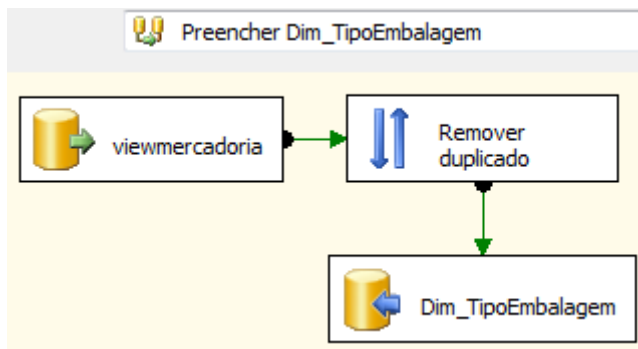 Preencher Dim_TipoEmbalagem
viewmercadoria
Remover
duplicado
Dim_TipoEmbalagem